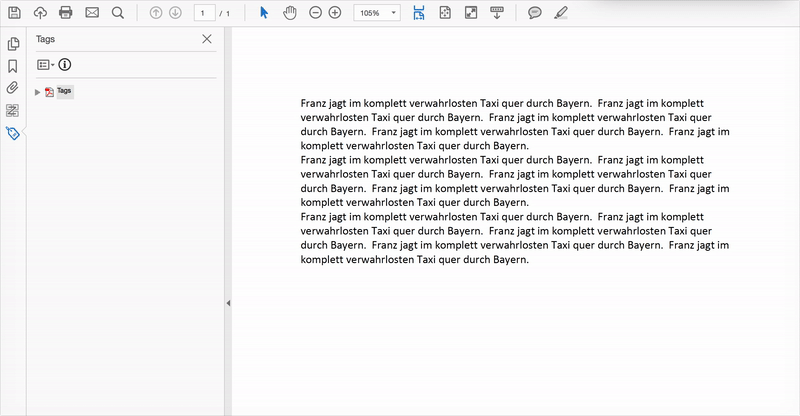 1 / 1
105%
Tags
Tags
Franz jagt im komplett verwahrlosten Taxi quer durch Bayern.  Franz jagt im komplett
verwahrlosten Taxi quer durch Bayern.  Franz jagt im komplett verwahrlosten Taxi quer
durch Bayern.  Franz jagt im komplett verwahrlosten Taxi quer durch Bayern.  Franz jagt im
komplett verwahrlosten Taxi quer durch Bayern.
Franz jagt im komplett verwahrlosten Taxi quer durch Bayern.  Franz jagt im komplett
verwahrlosten Taxi quer durch Bayern.  Franz jagt im komplett verwahrlosten Taxi quer
durch Bayern.  Franz jagt im komplett verwahrlosten Taxi quer durch Bayern.  Franz jagt im
komplett verwahrlosten Taxi quer durch Bayern.
Franz jagt im komplett verwahrlosten Taxi quer durch Bayern.  Franz jagt im komplett
verwahrlosten Taxi quer durch Bayern.  Franz jagt im komplett verwahrlosten Taxi quer
durch Bayern.  Franz jagt im komplett verwahrlosten Taxi quer durch Bayern.  Franz jagt im
komplett verwahrlosten Taxi quer durch Bayern.